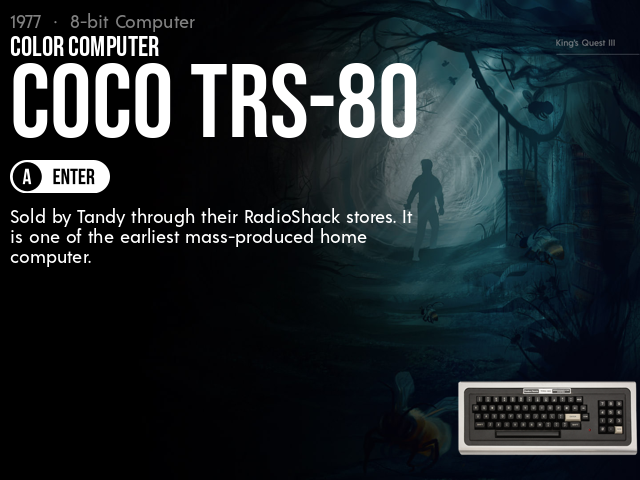 1977 · 8-bit Computer
COLOR COMPUTER
King's Quest III
COCO TRS-80
A ENTER
Sold by Tandy through their RadioShack stores. It
is one of the earliest mass-produced home
computer.